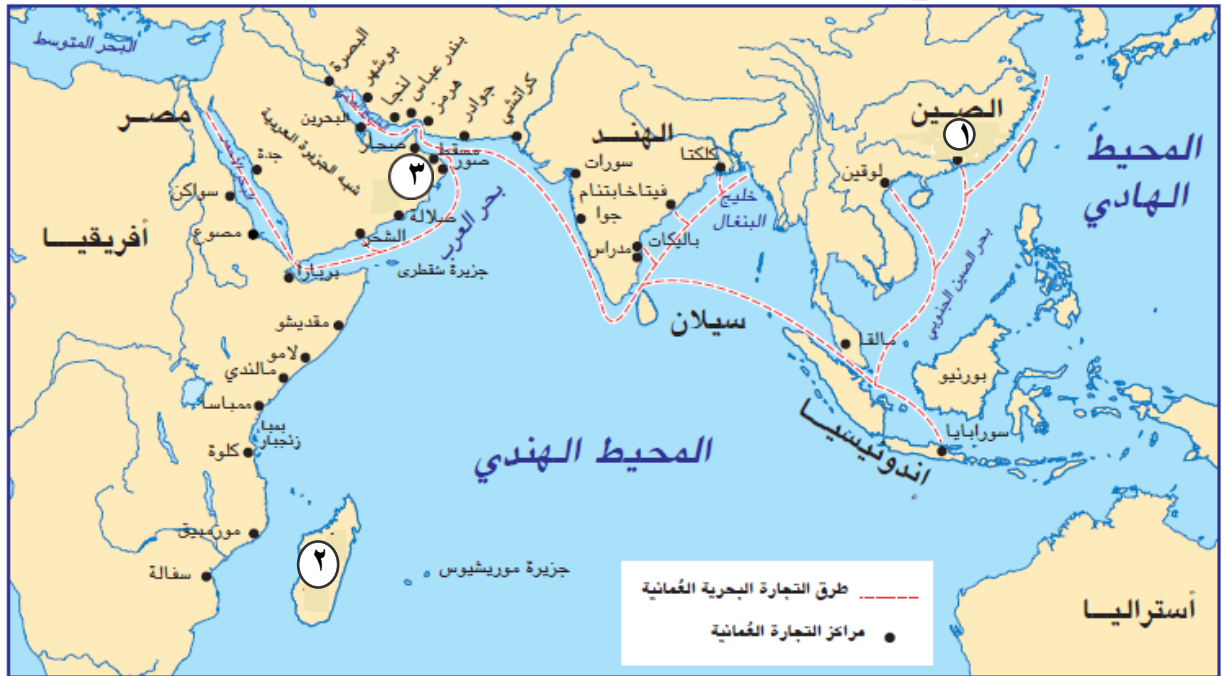 البحر المتوسط
مصر
أفريقيا
البحر الأحمر
جدة
سواكن
مصوع
شبه الجزيرة العربية
البصرة
بوشهر
لنجا
بندر عباس
هرمز
جوادر
كراتشي
البحرين
صحار
مسقط
صور
٣
صلالة
الشحر
بحر العرب
جزيرة سقطرى
بربارا
مقديشو
لامو
مالندي
ممباسا
بمبا
زنجبار
كلوة
موزمبيق
سفالة
٢
جزيرة موريشيوس
المحيط الهندي
الهند
سورات
كلكتا
فيتاخابتنام
جوا
باليكات
مدراس
خليج
البنغال
سيلان
الصين
١
لوقين
بحر الصين الجنوبي
مالقا
بورنيو
سورابايا
اندونيسيا
المحيط
الهادي
أستراليا
طرق التجارة البحرية العُمانية
مراكز التجارة العُمانية